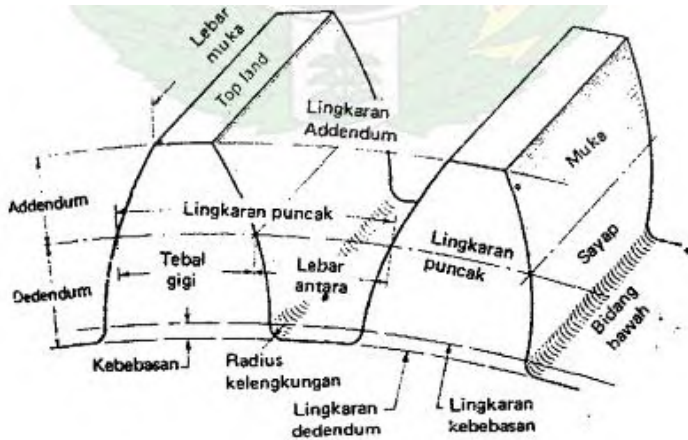 Lebar
muka
Top land
Lingkaran
Addendum
Muka
Addendum
Lingkaran puncak
Lingkaran
puncak
Sayap
Dedendum
Tebal
gigi
Lebar
antara
Bidang
bawah
Kebebasan
Radius
kelengkungan
Lingkaran
dedendum
Lingkaran
kebebasan